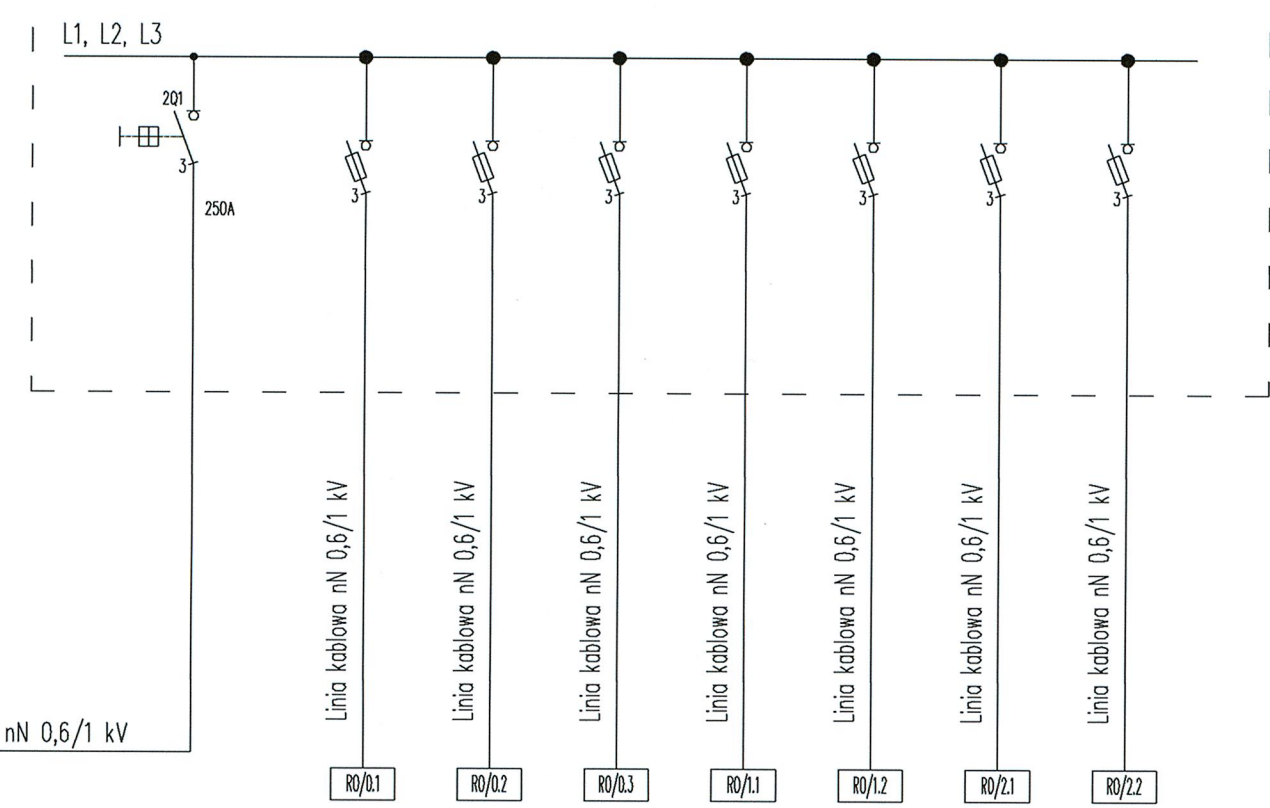 L1, L2, L3
2Q1
3
250A
3
3
3
3
3
3
3
Linia kablowa nN 0,6/1 kV
Linia kablowa nN 0,6/1 kV
Linia kablowa nN 0,6/1 kV
Linia kablowa nN 0,6/1 kV
Linia kablowa nN 0,6/1 kV
Linia kablowa nN 0,6/1 kV
Linia kablowa nN 0,6/1 kV
nN 0,6/1 kV
RO/0.1
RO/0.2
RO/0.3
RO/1.1
RO/1.2
RO/2.1
RO/2.2